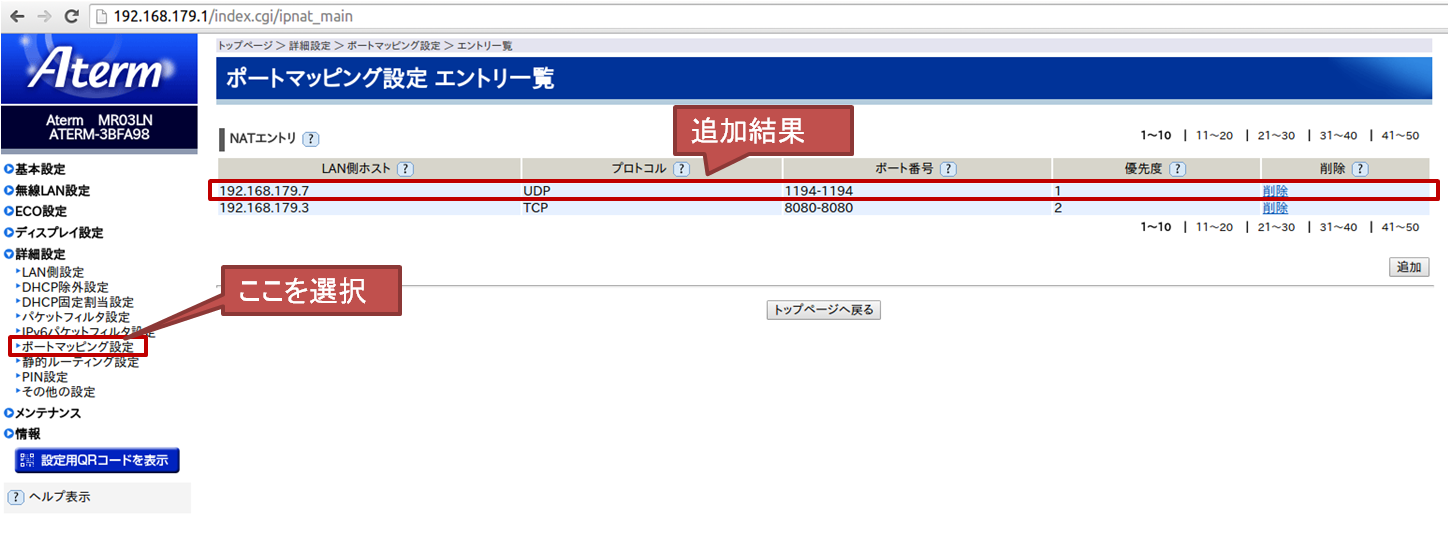 192.168.179.1/index.cgi/ipnat_main
Aterm
Aterm MR03LN
ATERM-3BFA98
基本設定
無線LAN設定
ECO設定
ディスプレイ設定
詳細設定
LAN側設定
DHCP除外設定
DHCP固定割当設定
パケットフィルタ設定
IPv6パケットフィルタ設定
ポートマッピング設定
静的ルーティング設定
PIN設定
その他の設定
メンテナンス
情報
設定用QRコードを表示
? ヘルプ表示
ここを選択
トップページ > 詳細設定 > ポートマッピング設定 > エントリ一覧
ポートマッピング設定 エントリ一覧
追加結果
NATエントリ ?
1～10 | 11～20 | 21～30 | 31～40 | 41～50
LAN側ホスト ? プロトコル ? ポート番号 ? 優先度 ? 削除 ?
192.168.179.7 UDP 1194-1194 1 削除
192.168.179.3 TCP 8080-8080 2 削除
1～10 | 11～20 | 21～30 | 31～40 | 41～50
追加
トップページへ戻る